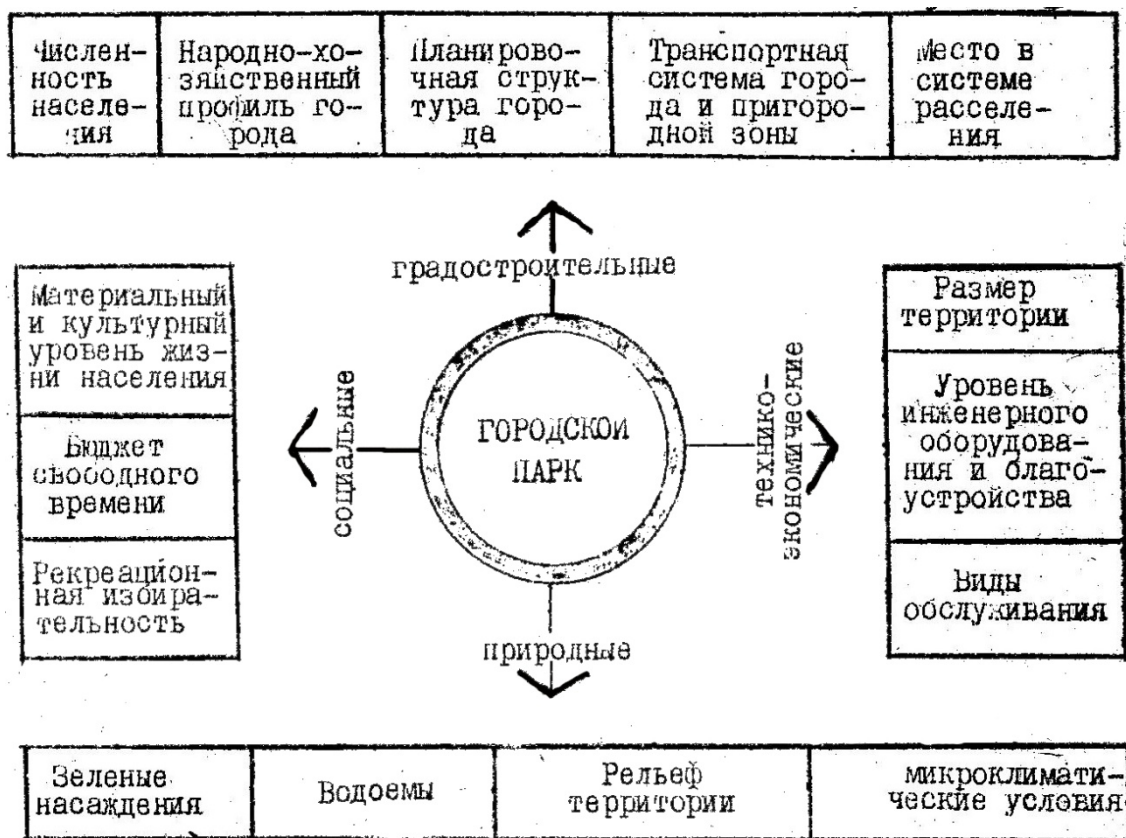 Числен-
ность
населе-
ния
Народно-хо-
зяйственный
профиль го-
рода
Планирово-
чная струк-
тура горо-
да
Транспортная
система горо-
да и пригоро-
дной зоны
Место в
системе
расселе-
ния
градостроительные
Материальный
и культурный
уровень жиз-
ни населения
Бюджет
свободного
времени
Рекреацион-
ная избира-
тельность
социальные
ГОРОДСКОЙ
ПАРК
технико-
экономические
Размер
территории
Уровень
инженерного
оборудова-
ния и благо-
устройства
Виды
обслуживания
природные
Зеленые
насаждения
Водоемы
Рельеф
территории
микроклимати-
ческие условия